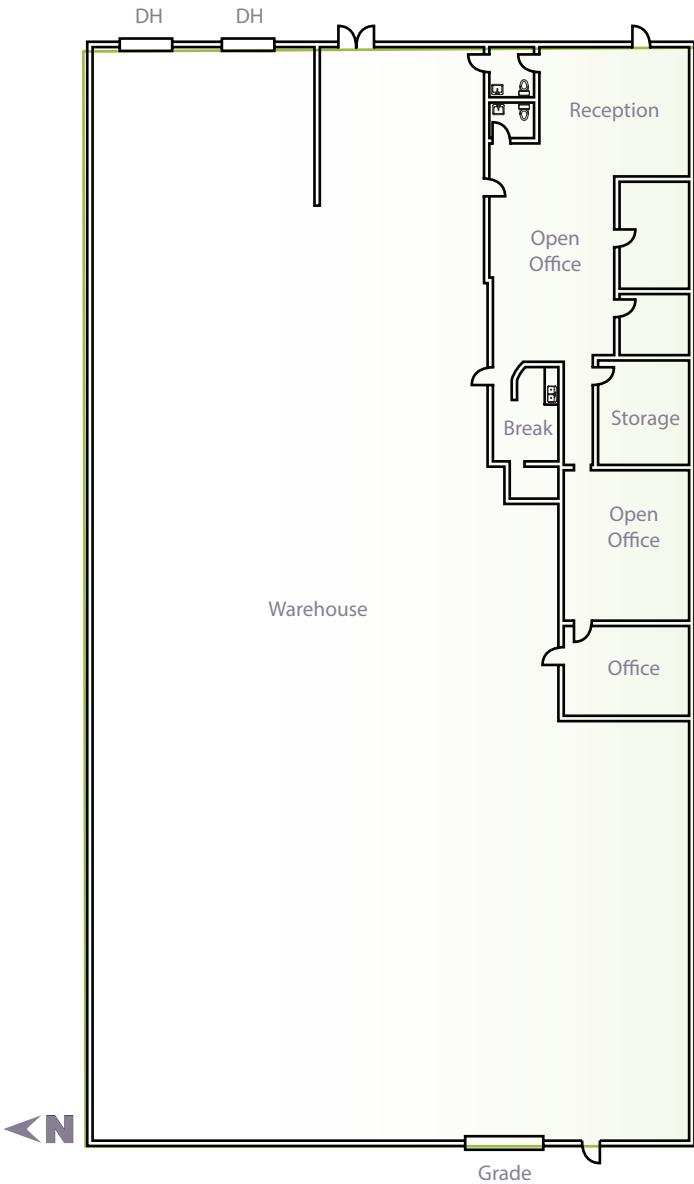 DH
DH
Reception
Open
Office
Break
Storage
Open
Office
Warehouse
Office
N
Grade